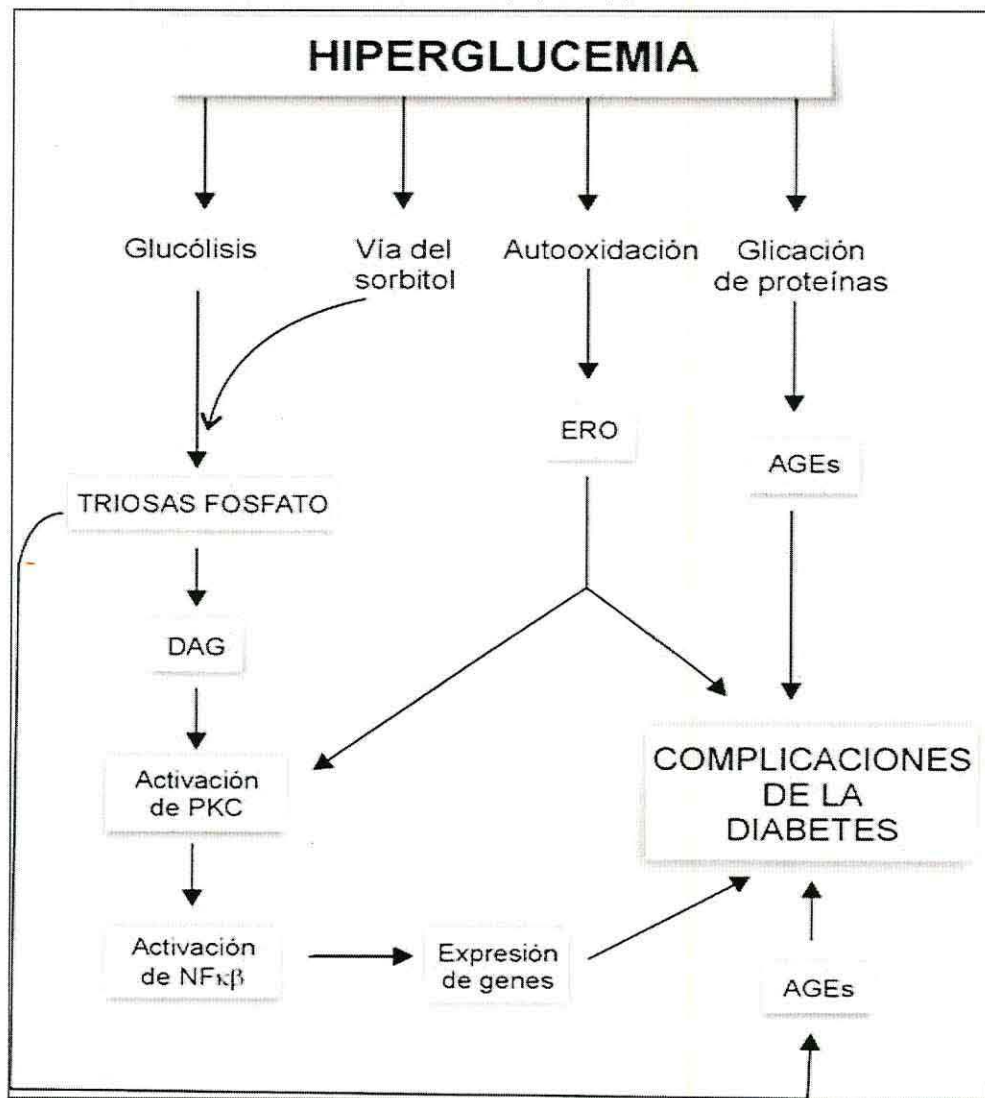 HIPERGLUCEMIA
Glucólisis
Vía del
sorbitol
Autooxidación
Glicación
de proteínas
ERO
AGEs
TRIOSAS FOSFATO
DAG
Activación
de PKC
COMPLICACIONES
DE LA
DIABETES
Activación
de NFκβ
Expresión
de genes
AGEs